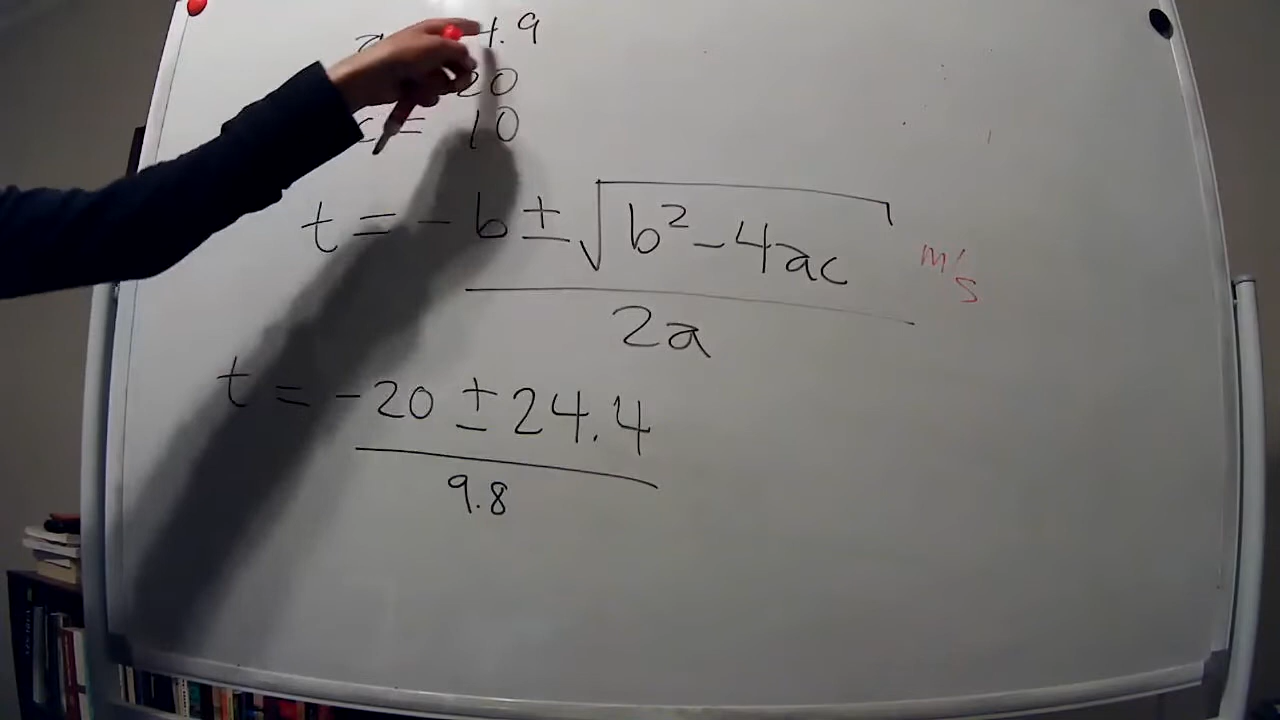 a 4.9
20
c = 10
t = -b ± √b² - 4ac
2a
m/s
t = -20 ± 24.4
9.8